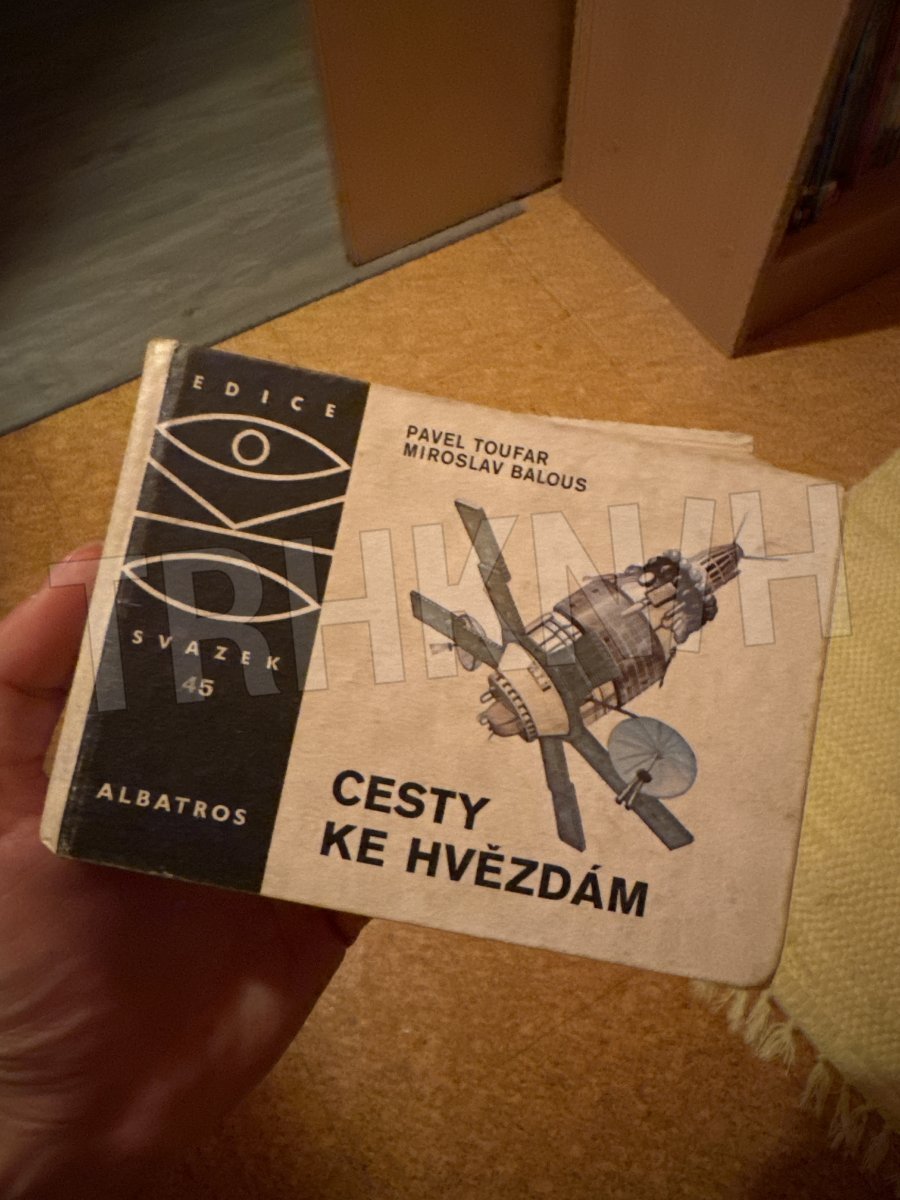 EDICE
SVAZEK
45
ALBATROS
PAVEL TOUFAR
MIROSLAV BALOUS
CESTY
KE HVĚZDÁM
TRHKNIH